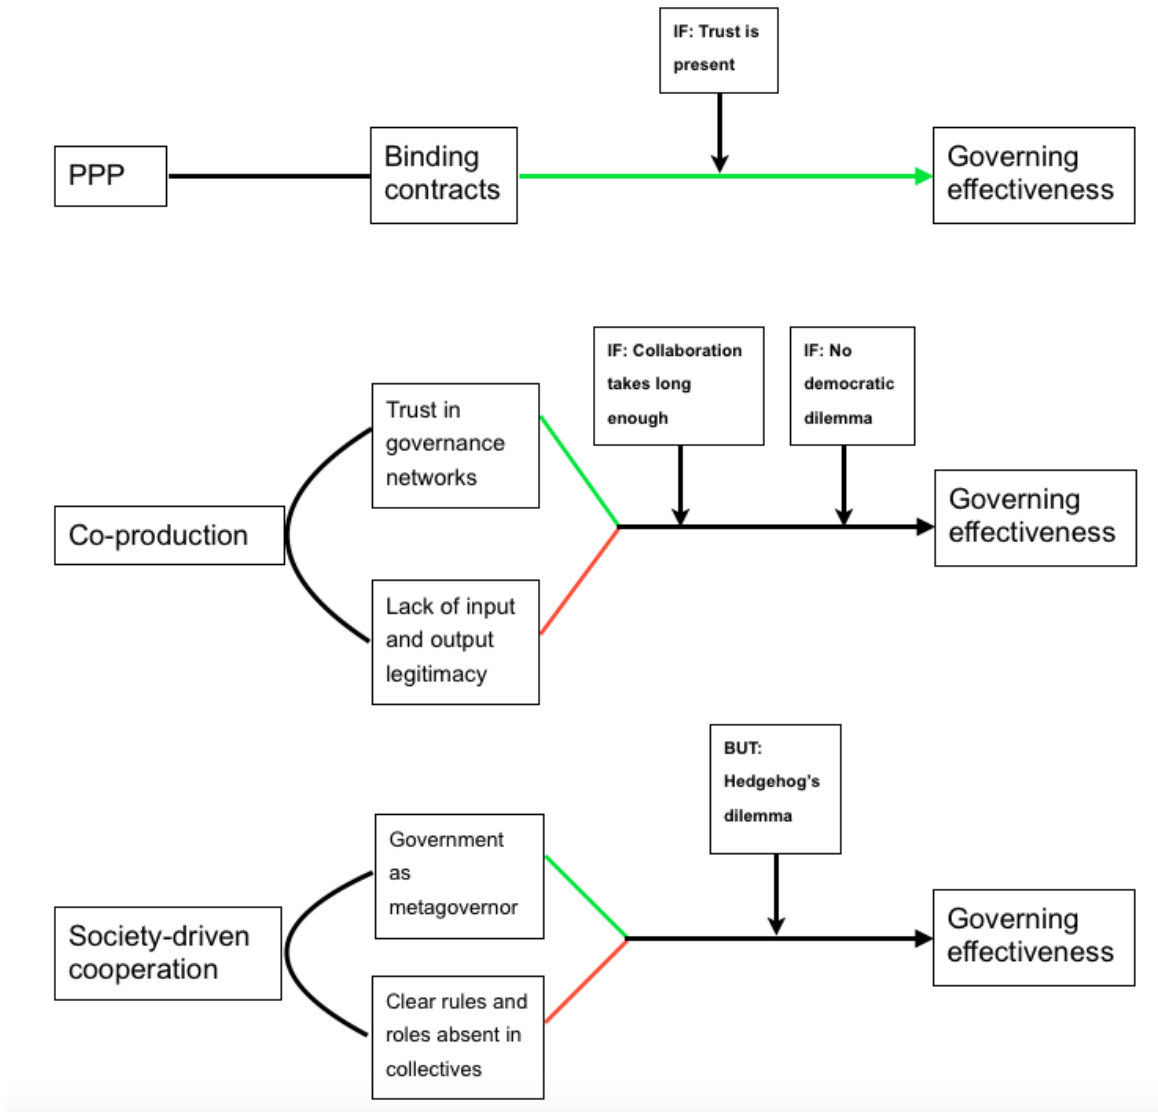 IF: Trust is
present
PPP
Binding
contracts
Governing
effectiveness
IF: Collaboration
takes long
enough
IF: No
democratic
dilemma
Trust in
governance
networks
Co-production
Governing
effectiveness
Lack of input
and output
legitimacy
BUT:
Hedgehog's
dilemma
Government
as
metagovernor
Society-driven
cooperation
Governing
effectiveness
Clear rules and
roles absent in
collectives